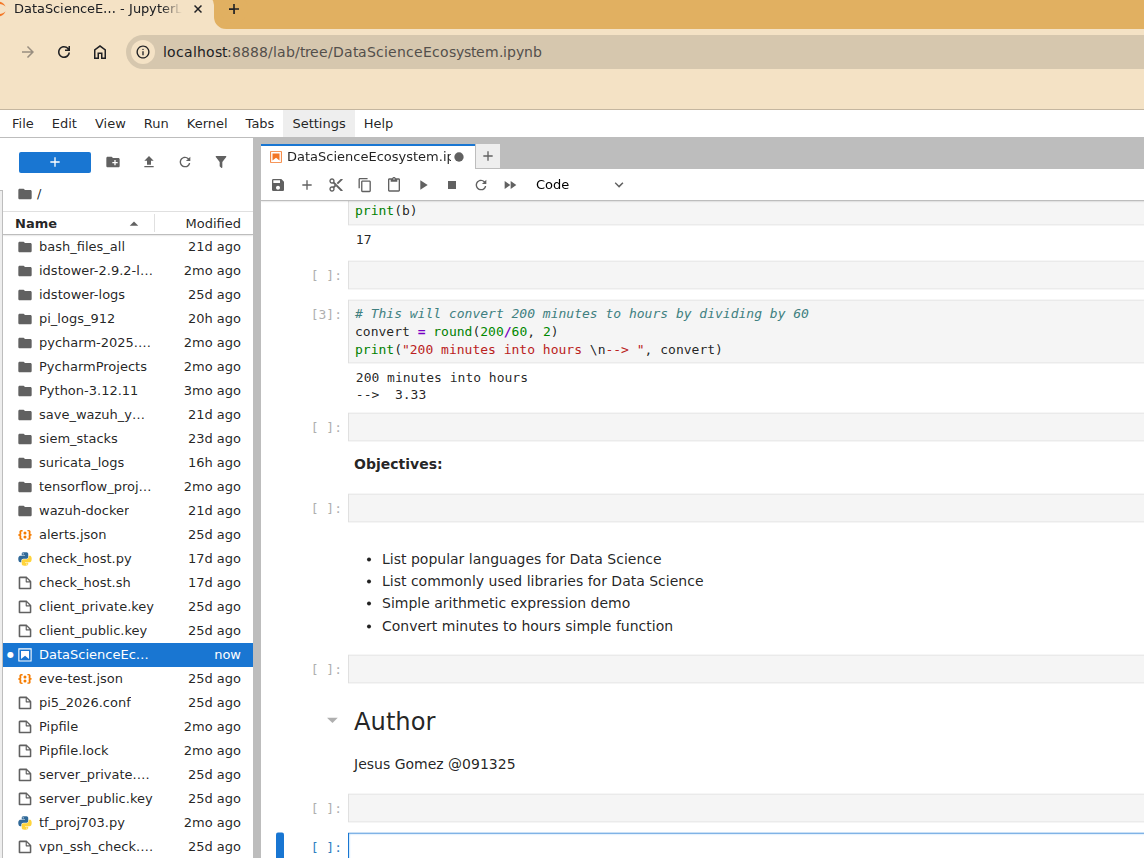 DataScienceE... - JupyterL
localhost:8888/lab/tree/DataScienceEcosystem.ipynb
File Edit View Run Kernel Tabs Settings Help
DataScienceEcosystem.ip
Code
/
Name Modified
bash_files_all 21d ago
idstower-2.9.2-l... 2mo ago
idstower-logs 25d ago
pi_logs_912 20h ago
pycharm-2025.... 2mo ago
PycharmProjects 2mo ago
Python-3.12.11 3mo ago
save_wazuh_y... 21d ago
siem_stacks 23d ago
suricata_logs 16h ago
tensorflow_proj... 2mo ago
wazuh-docker 21d ago
alerts.json 25d ago
check_host.py 17d ago
check_host.sh 17d ago
client_private.key 25d ago
client_public.key 25d ago
DataScienceEc... now
eve-test.json 25d ago
pi5_2026.conf 25d ago
Pipfile 2mo ago
Pipfile.lock 2mo ago
server_private.... 25d ago
server_public.key 25d ago
tf_proj703.py 2mo ago
vpn_ssh_check.... 25d ago
print(b)
17
[ ]:
[3]: # This will convert 200 minutes to hours by dividing by 60
convert = round(200/60, 2)
print("200 minutes into hours \n--> ", convert)
200 minutes into hours
-->  3.33
[ ]:
Objectives:
[ ]:
• List popular languages for Data Science
• List commonly used libraries for Data Science
• Simple arithmetic expression demo
• Convert minutes to hours simple function
[ ]:
Author
Jesus Gomez @091325
[ ]:
[ ]: